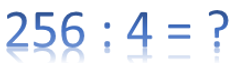 256 : 4 = ?